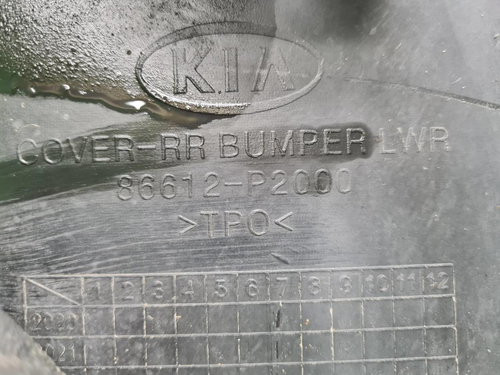 KIA
COVER-RR BUMPER LWR
86612-P2000
>TPO<
1 2 3 4 5 6 7 8 9 10 11 12
2020
2021